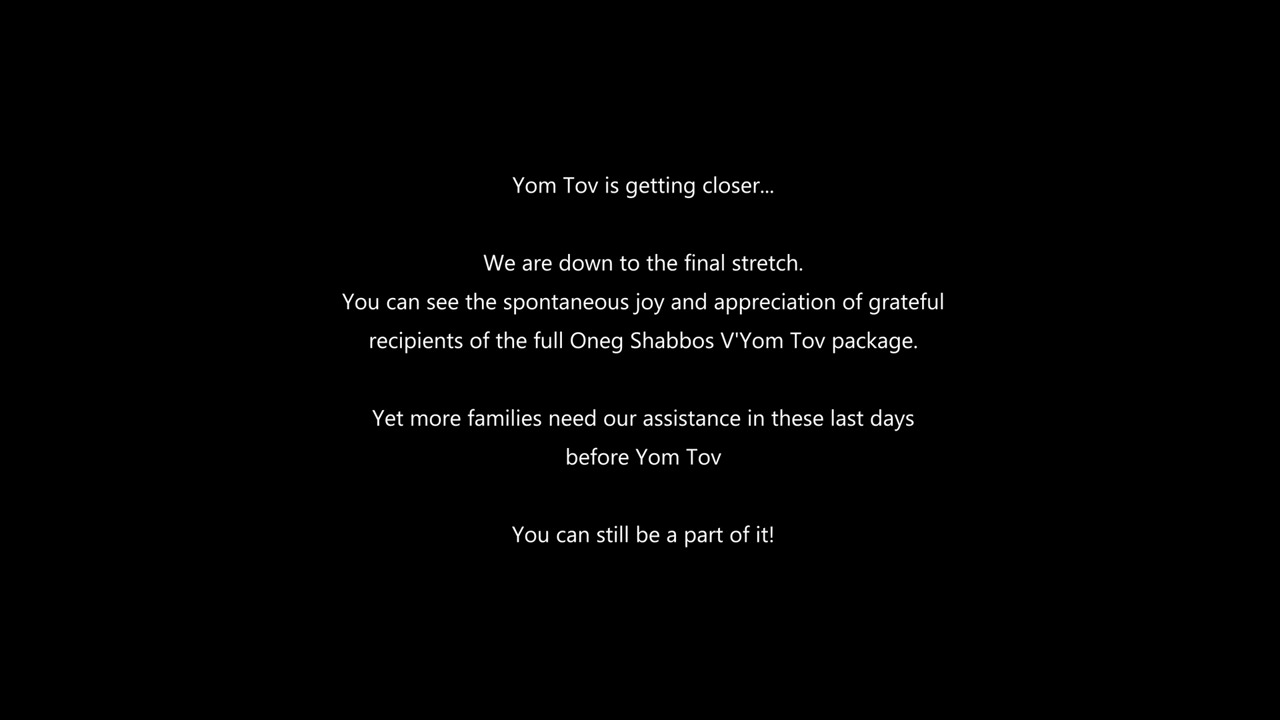 Yom Tov is getting closer...
We are down to the final stretch.
You can see the spontaneous joy and appreciation of grateful
recipients of the full Oneg Shabbos V'Yom Tov package.
Yet more families need our assistance in these last days
before Yom Tov
You can still be a part of it!